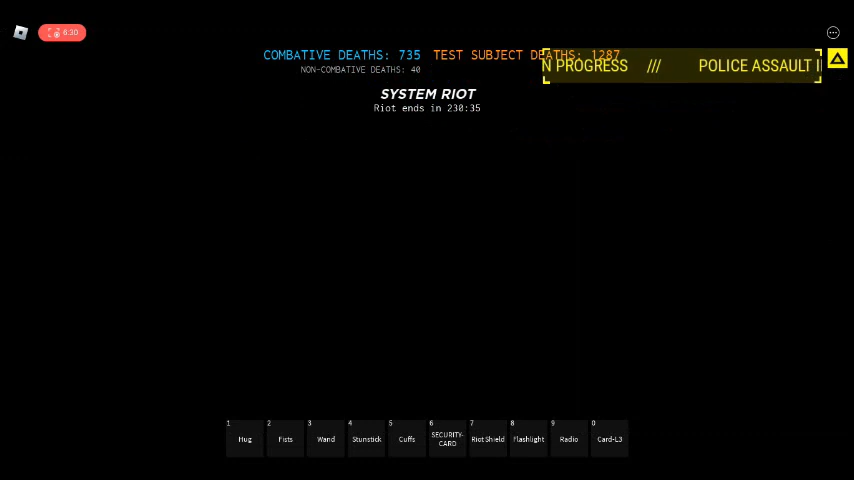 6:30
COMBATIVE DEATHS: 735 TEST SUBJECT DEATHS: 1287
N PROGRESS /// POLICE ASSAULT I
NON-COMBATIVE DEATHS: 40
SYSTEM RIOT
Riot ends in 230:35
1 2 3 4 5 6 7 8 9 0
Hug Fists Wand Stunstick Cuffs SECURITY-CARD Riot Shield Flashlight Radio Card-L3